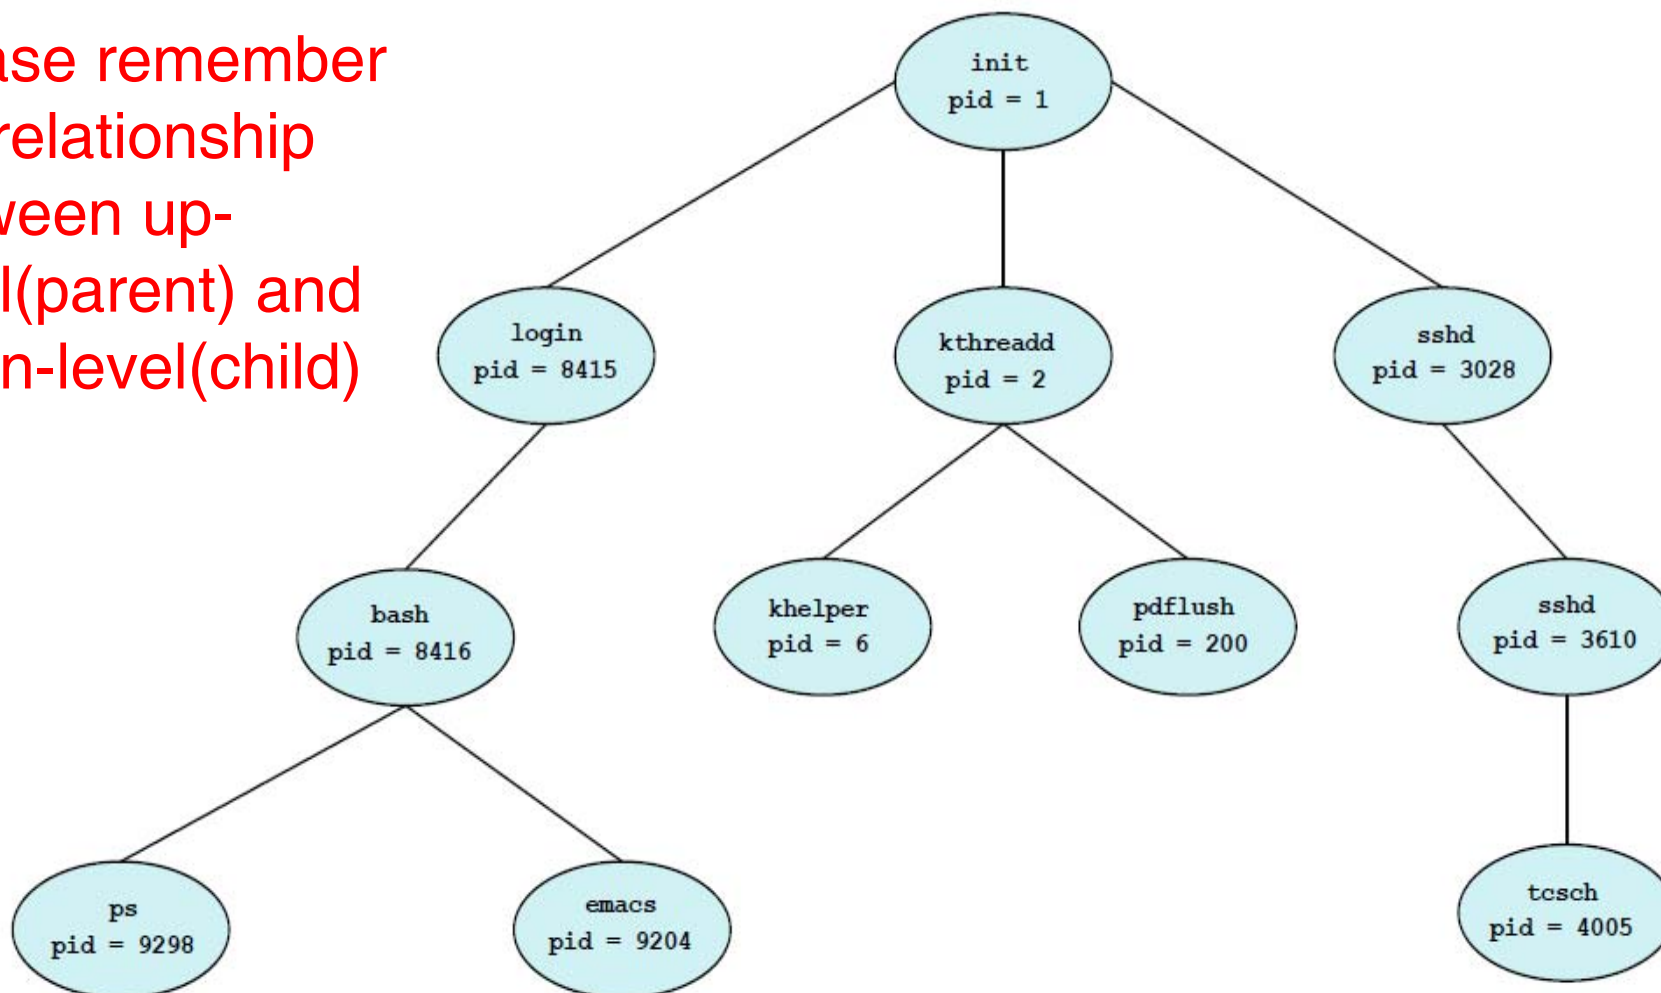 ase remember
relationship
ween up-
l(parent) and
n-level(child)
init
pid = 1
login
pid = 8415
kthreadd
pid = 2
sshd
pid = 3028
bash
pid = 8416
khelper
pid = 6
pdflush
pid = 200
sshd
pid = 3610
ps
pid = 9298
emacs
pid = 9204
tcsch
pid = 4005